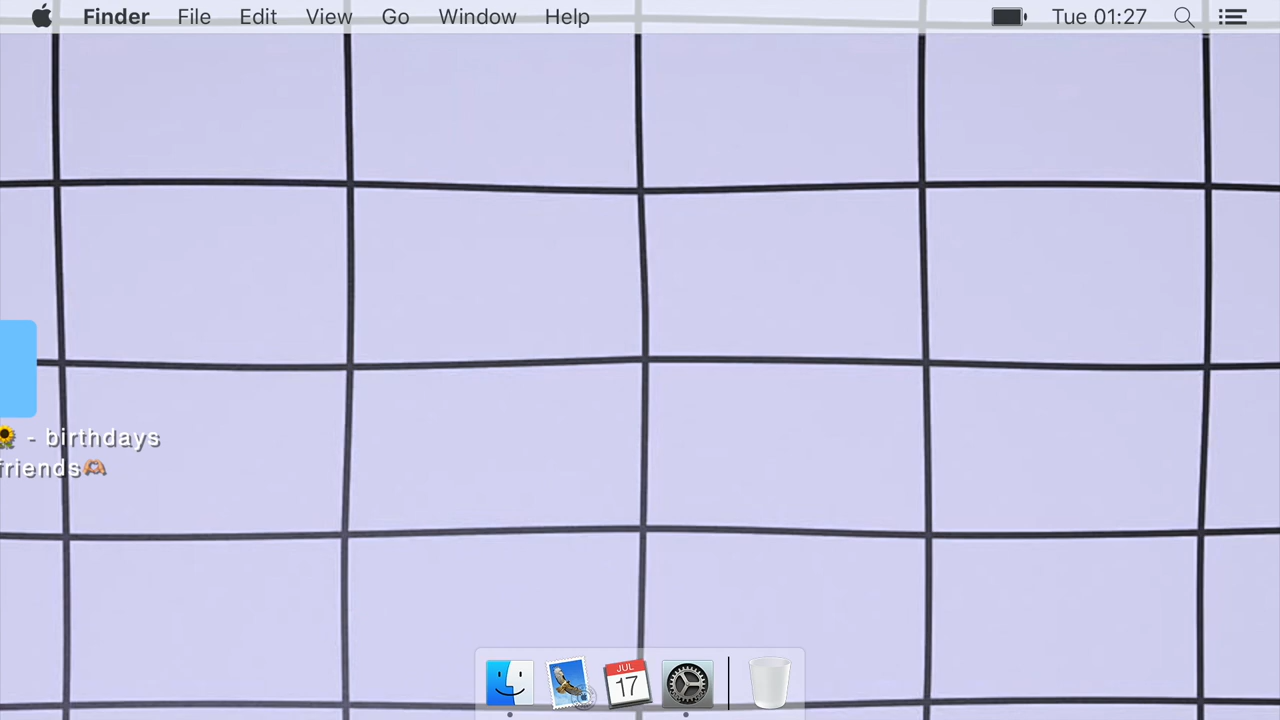 Finder File Edit View Go Window Help Tue 01:27
🌻 - birthdays
friends🫶🏼
JUL
17